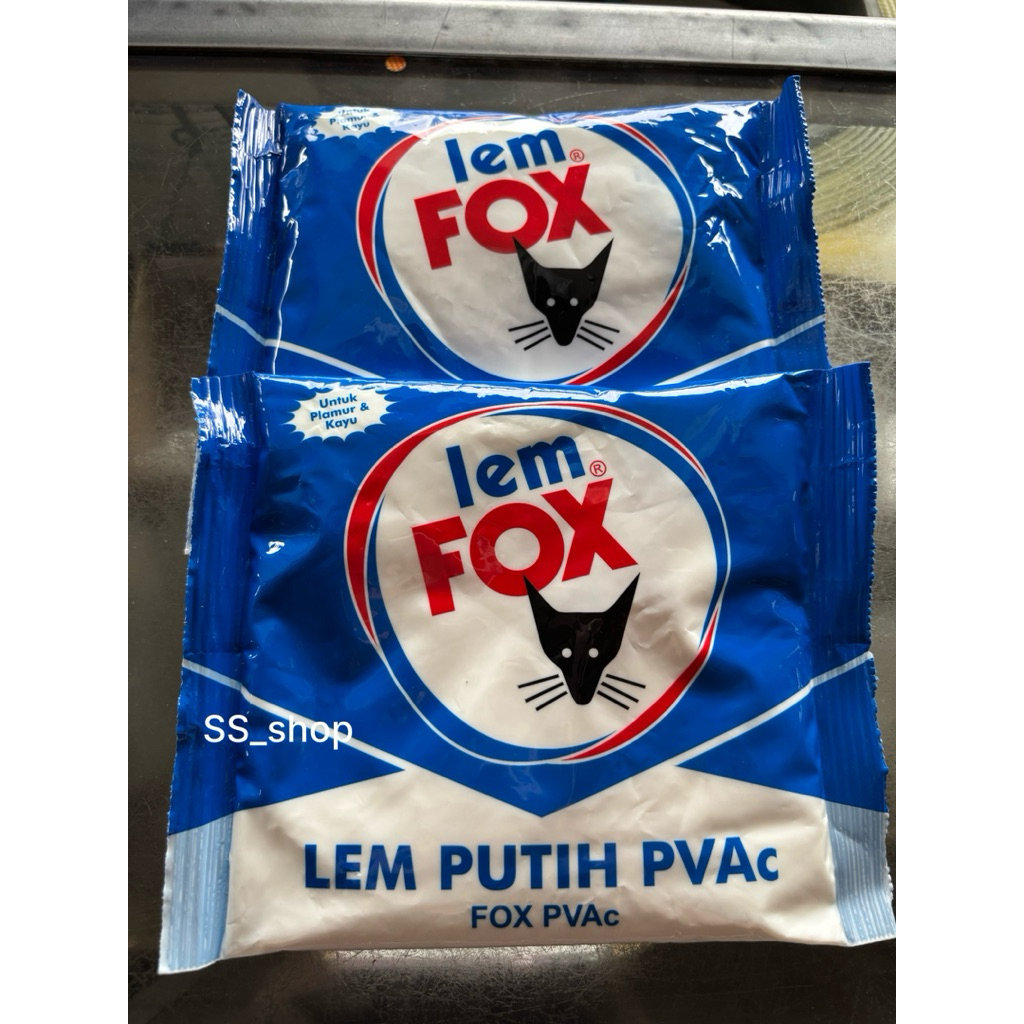 Untuk
Plamur &
Kayu
lem®
FOX
Untuk
Plamur &
Kayu
lem®
FOX
SS_shop
LEM PUTIH PVAc
FOX PVAc